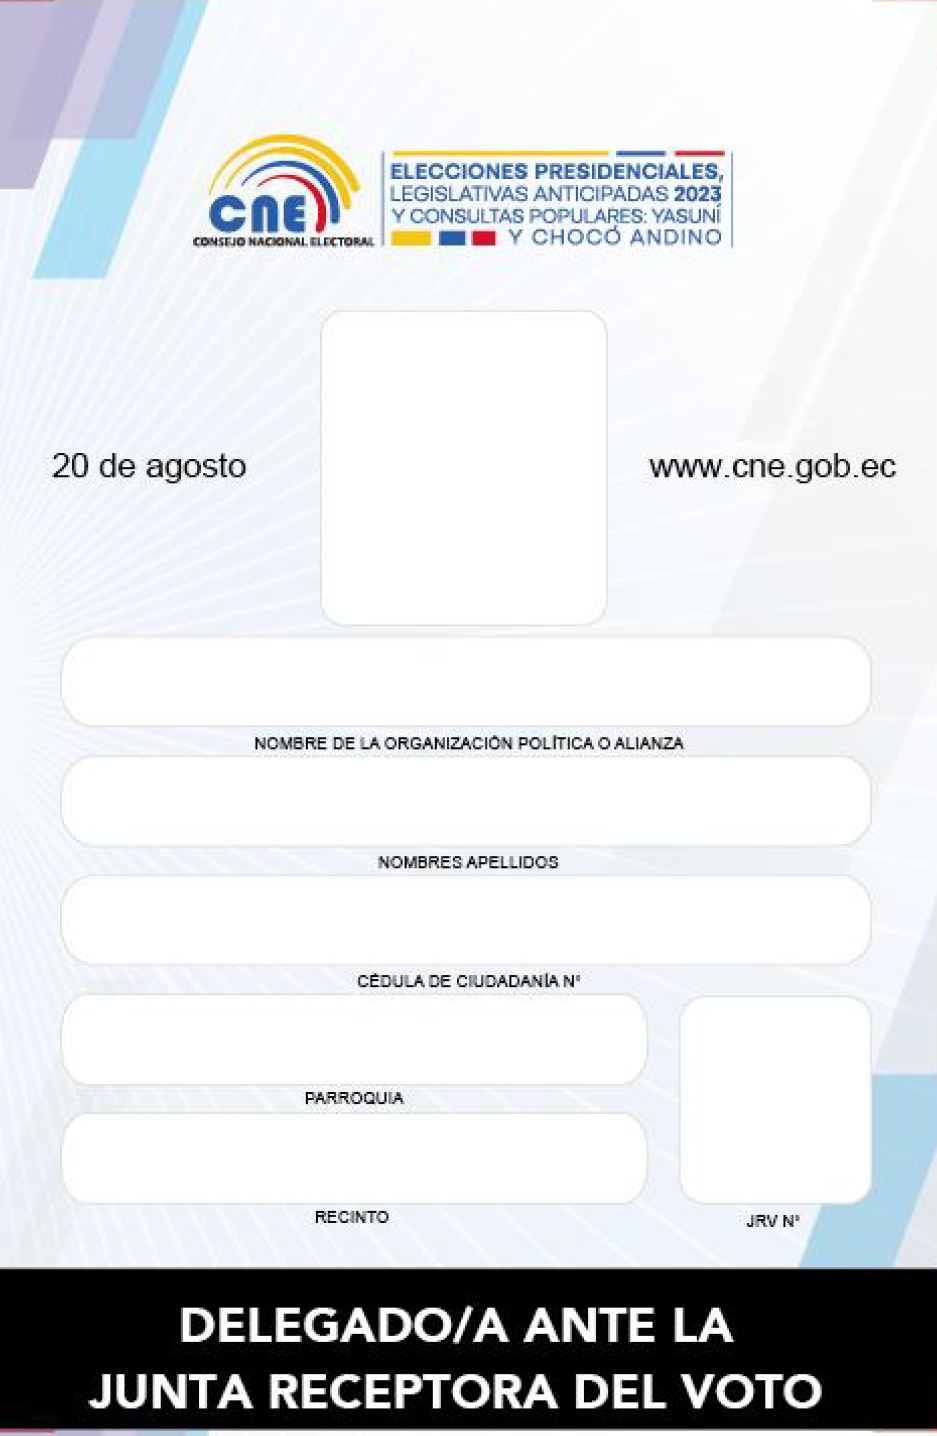 CNE
CONSEJO NACIONAL ELECTORAL
ELECCIONES PRESIDENCIALES,
LEGISLATIVAS ANTICIPADAS 2023
Y CONSULTAS POPULARES: YASUNÍ
Y CHOCÓ ANDINO
20 de agosto
www.cne.gob.ec
NOMBRE DE LA ORGANIZACIÓN POLÍTICA O ALIANZA
NOMBRES APELLIDOS
CÉDULA DE CIUDADANÍA N°
PARROQUIA
RECINTO
JRV N°
DELEGADO/A ANTE LA
JUNTA RECEPTORA DEL VOTO